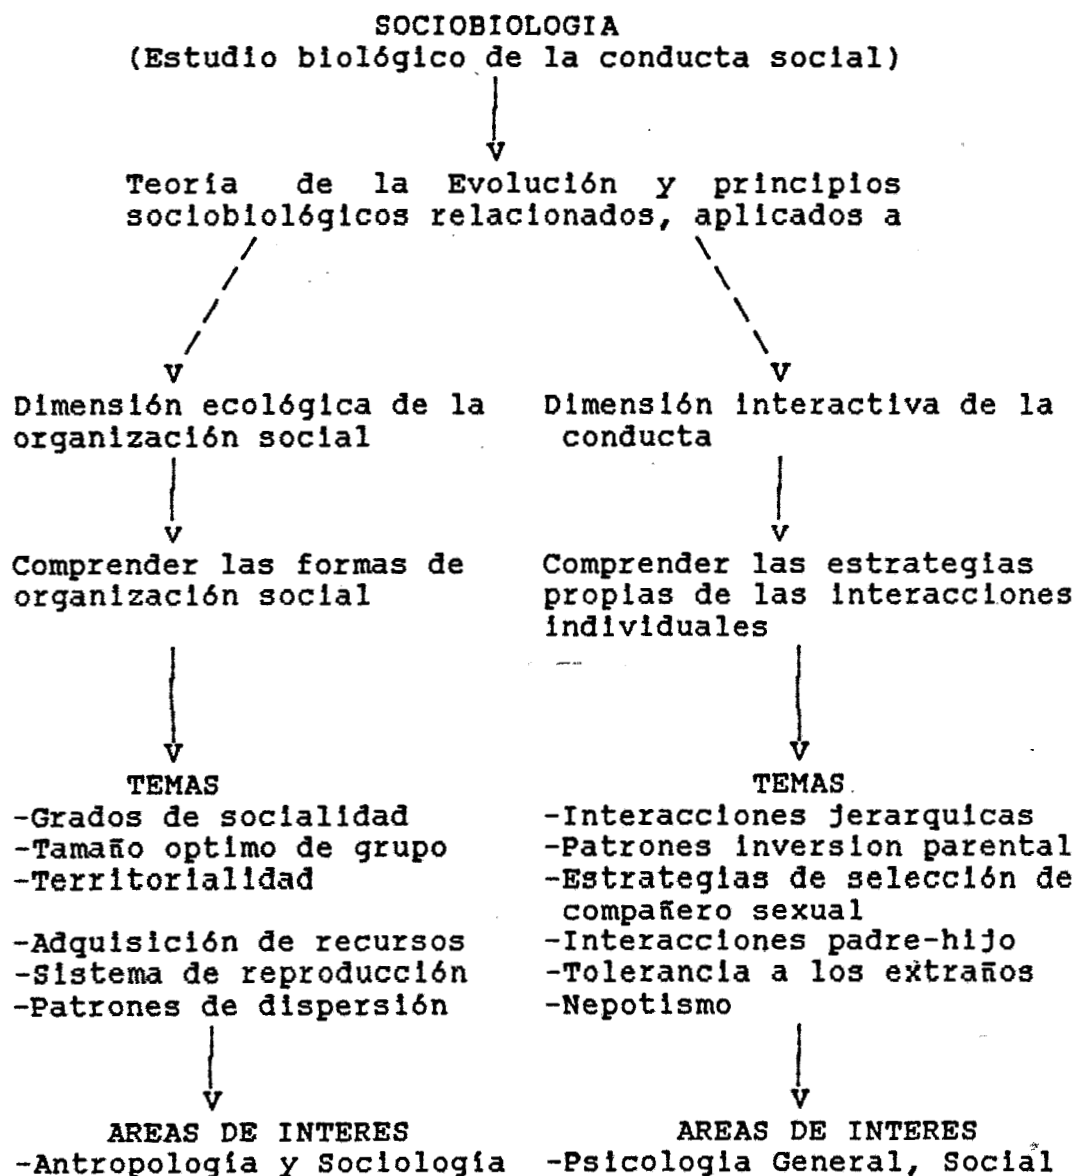 SOCIOBIOLOGIA
(Estudio biológico de la conducta social)
V
Teoría de la Evolución y principios
sociobiológicos relacionados, aplicados a
V
Dimensión ecológica de la
organización social
V
Comprender las formas de
organización social
V
TEMAS
-Grados de socialidad
-Tamaño optimo de grupo
-Territorialidad
-Adquisición de recursos
-Sistema de reproducción
-Patrones de dispersión
V
AREAS DE INTERES
-Antropología y Sociología
V
Dimensión interactiva de la
conducta
V
Comprender las estrategias
propias de las interacciones
individuales
V
TEMAS
-Interacciones jerarquicas
-Patrones inversion parental
-Estrategias de selección de
compañero sexual
-Interacciones padre-hijo
-Tolerancia a los extraños
-Nepotismo
V
AREAS DE INTERES
-Psicologia General, Social